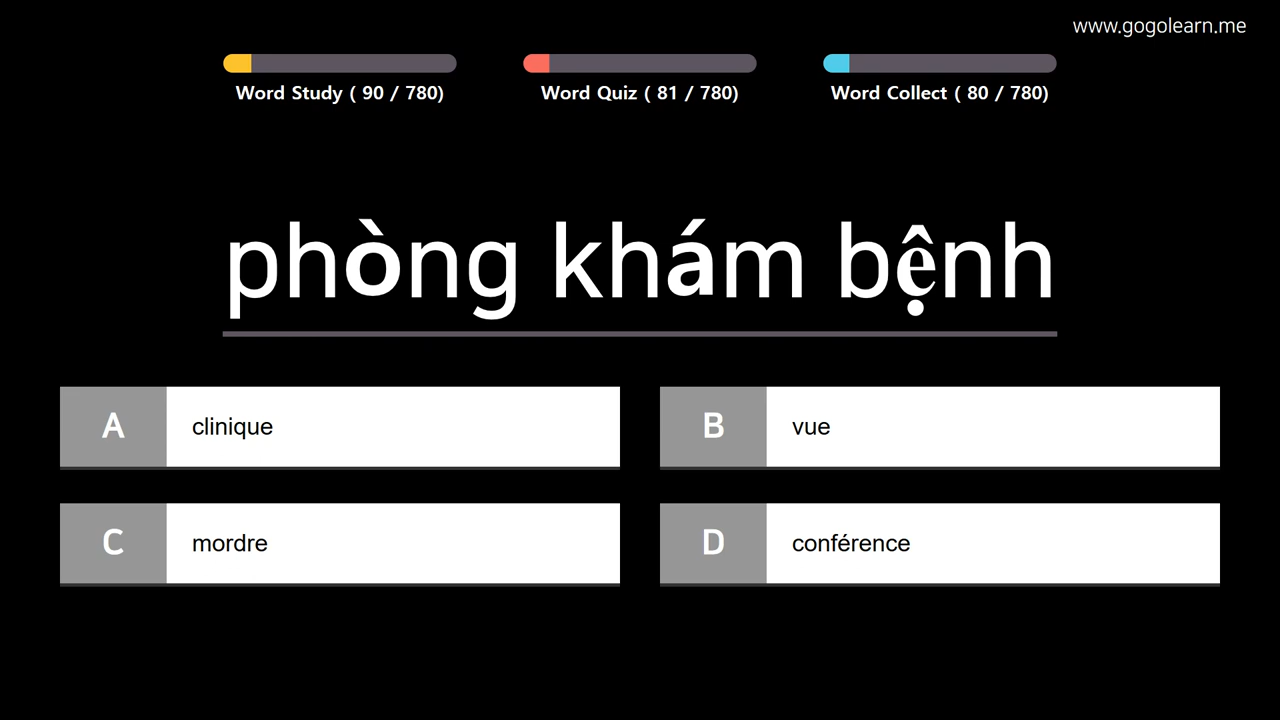 www.gogolearn.me
Word Study ( 90 / 780)
Word Quiz ( 81 / 780)
Word Collect ( 80 / 780)
phòng khám bệnh
A clinique
B vue
C mordre
D conférence